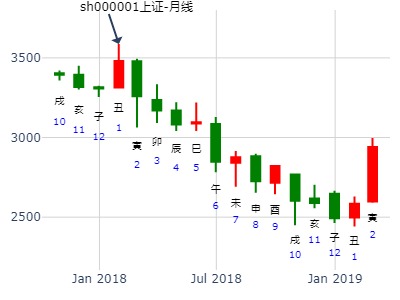 sh000001上证-月线
3500
3000
2500
戌
10
亥
11
子
12
丑
1
寅
2
卯
3
辰
4
巳
5
午
6
未
7
申
8
酉
9
戌
10
亥
11
子
12
丑
1
寅
2
Jan 2018
Jul 2018
Jan 2019